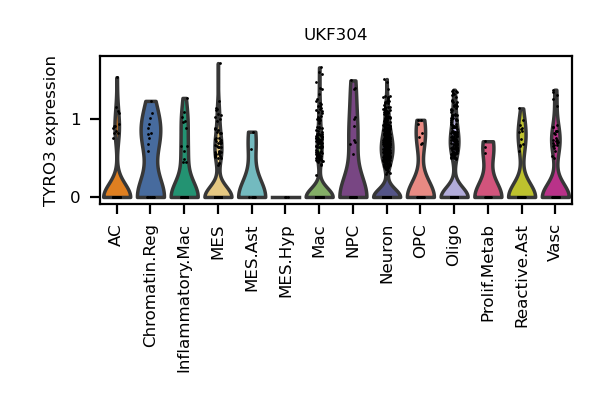 UKF304
TYRO3 expression
1
0
AC
Chromatin.Reg
Inflammatory.Mac
MES
MES.Ast
MES.Hyp
Mac
NPC
Neuron
OPC
Oligo
Prolif.Metab
Reactive.Ast
Vasc